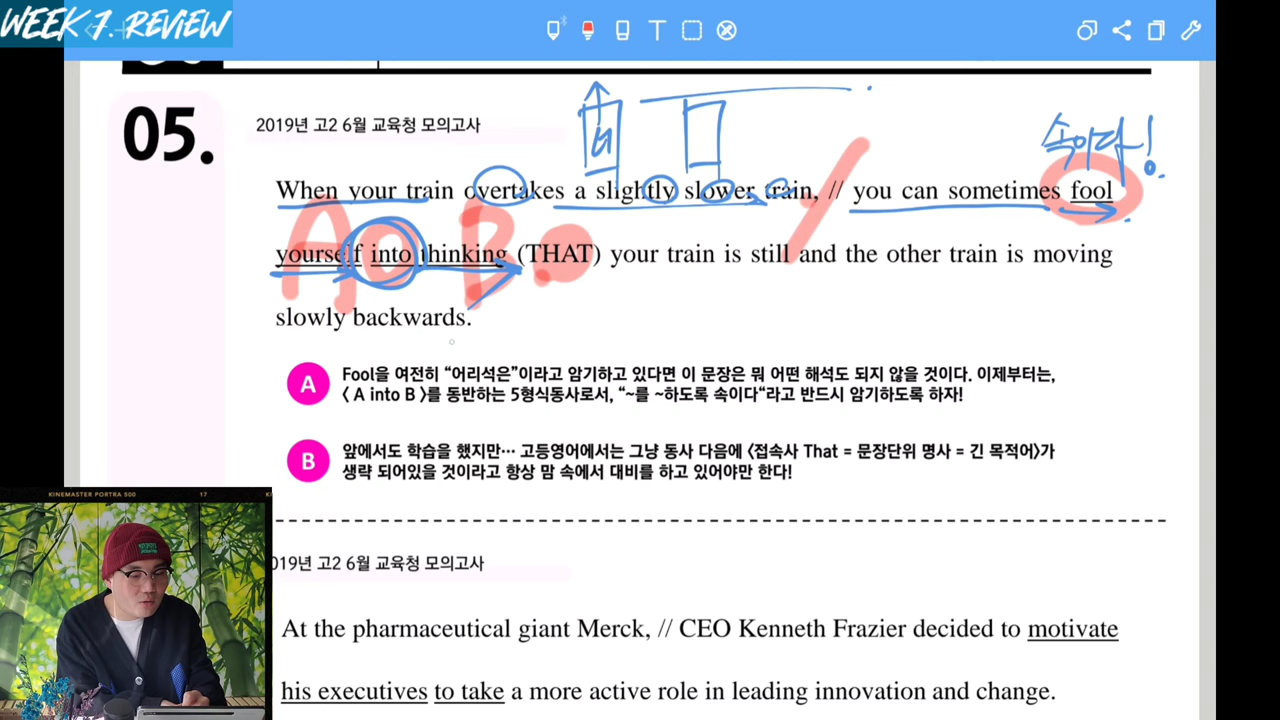 WEEK 7. REVIEW
T
05.
2019년 고2 6월 교육청 모의고사
속이다!
When your train overtakes a slightly slower train, // you can sometimes fool
yourself into thinking (THAT) your train is still and the other train is moving
slowly backwards.
A B
A
Fool을 여전히 “어리석은”이라고 암기하고 있다면 이 문장은 뭐 어떤 해석도 되지 않을 것이다. 이제부터는,
〈 A into B 〉를 동반하는 5형식동사로서, “~를 ~하도록 속이다“라고 반드시 암기하도록 하자!
B
앞에서도 학습을 했지만… 고등영어에서는 그냥 동사 다음에 〈접속사 That = 문장단위 명사 = 긴 목적어〉가
생략 되어있을 것이라고 항상 맘 속에서 대비를 하고 있어야만 한다!
KINEMASTER PORTRA 500 17 K
019년 고2 6월 교육청 모의고사
At the pharmaceutical giant Merck, // CEO Kenneth Frazier decided to motivate
his executives to take a more active role in leading innovation and change.